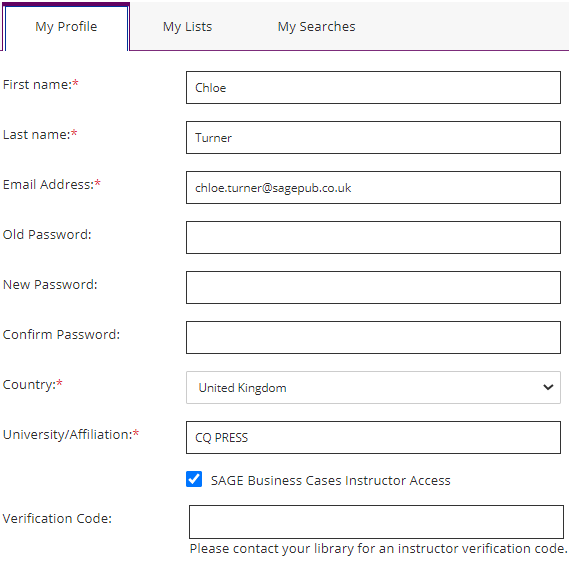 My Profile My Lists My Searches
First name:* Chloe
Last name:* Turner
Email Address:* chloe.turner@sagepub.co.uk
Old Password:
New Password:
Confirm Password:
Country:* United Kingdom
University/Affiliation:* CQ PRESS
SAGE Business Cases Instructor Access
Verification Code:
Please contact your library for an instructor verification code.